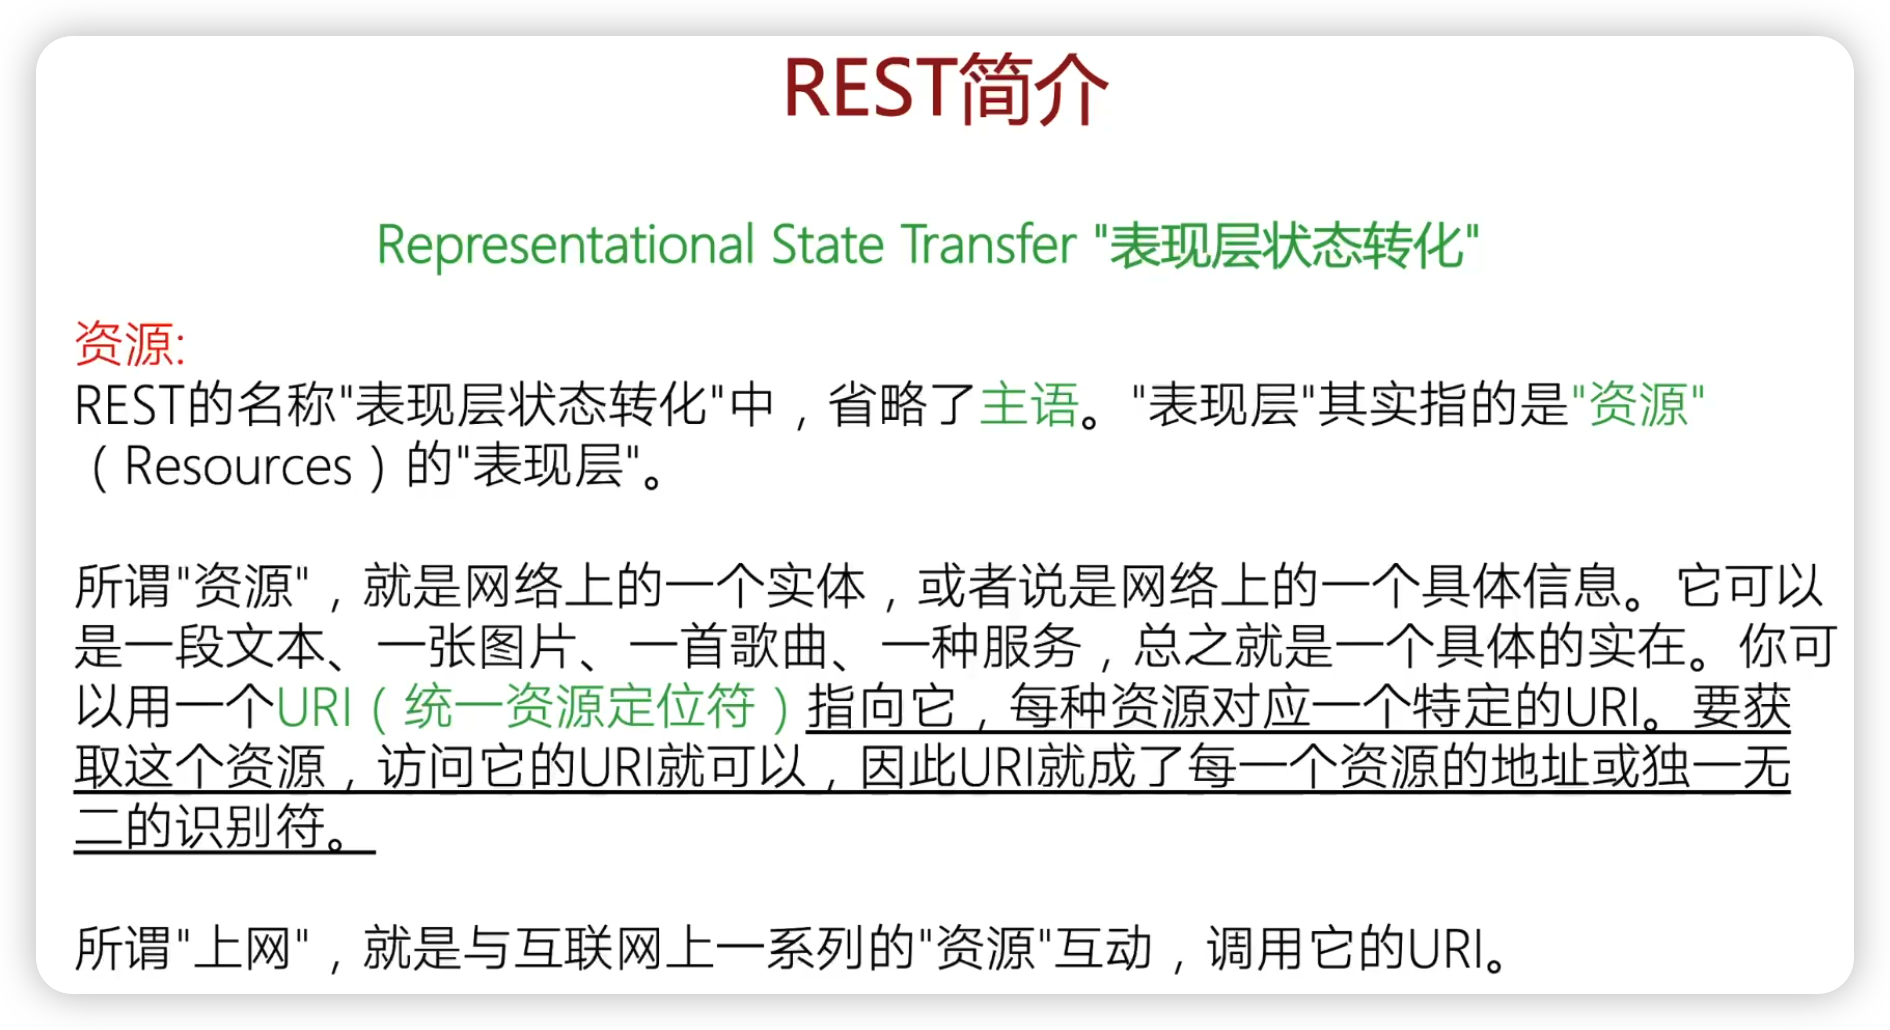 REST简介
Representational State Transfer "表现层状态转化"
资源:
REST的名称"表现层状态转化"中，省略了主语。"表现层"其实指的是"资源"
（Resources）的"表现层"。
所谓"资源"，就是网络上的一个实体，或者说是网络上的一个具体信息。它可以
是一段文本、一张图片、一首歌曲、一种服务，总之就是一个具体的实在。你可
以用一个URI（统一资源定位符）指向它，每种资源对应一个特定的URI。要获
取这个资源，访问它的URI就可以，因此URI就成了每一个资源的地址或独一无
二的识别符。
所谓"上网"，就是与互联网上一系列的"资源"互动，调用它的URI。